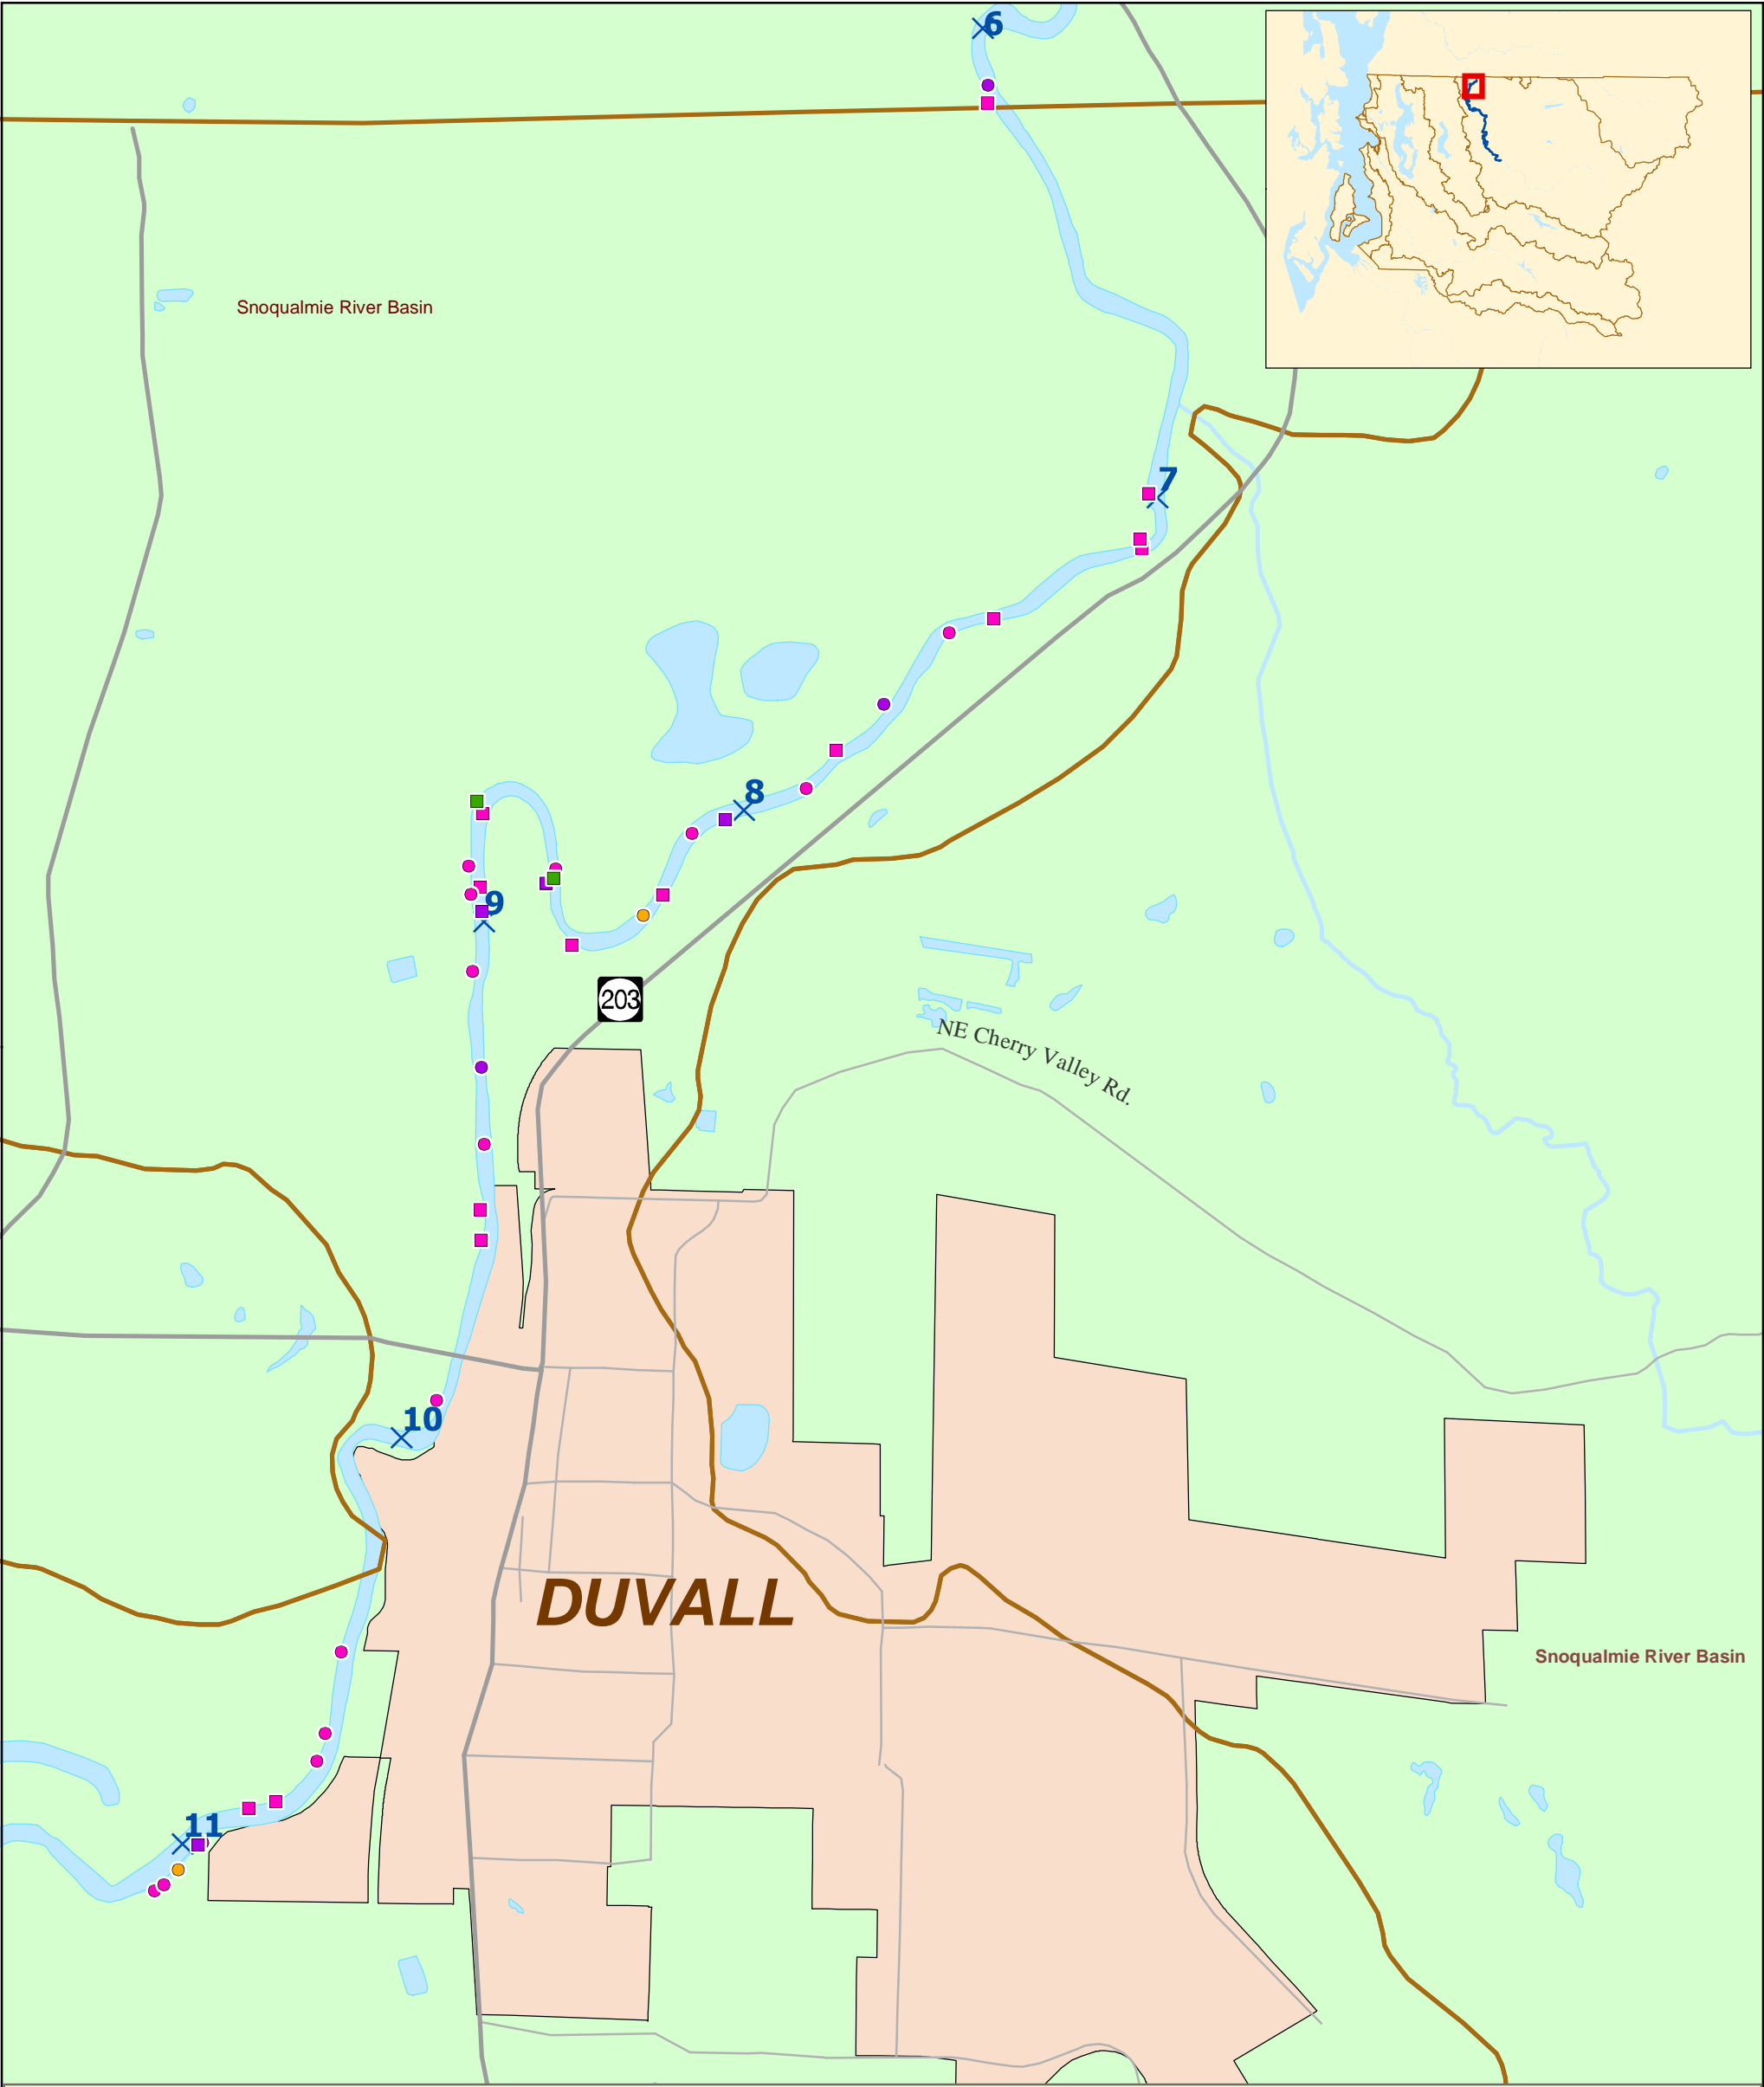 6
Snoqualmie River Basin
7
8
9
203
NE Cherry Valley Rd.
10
DUVALL
Snoqualmie River Basin
11